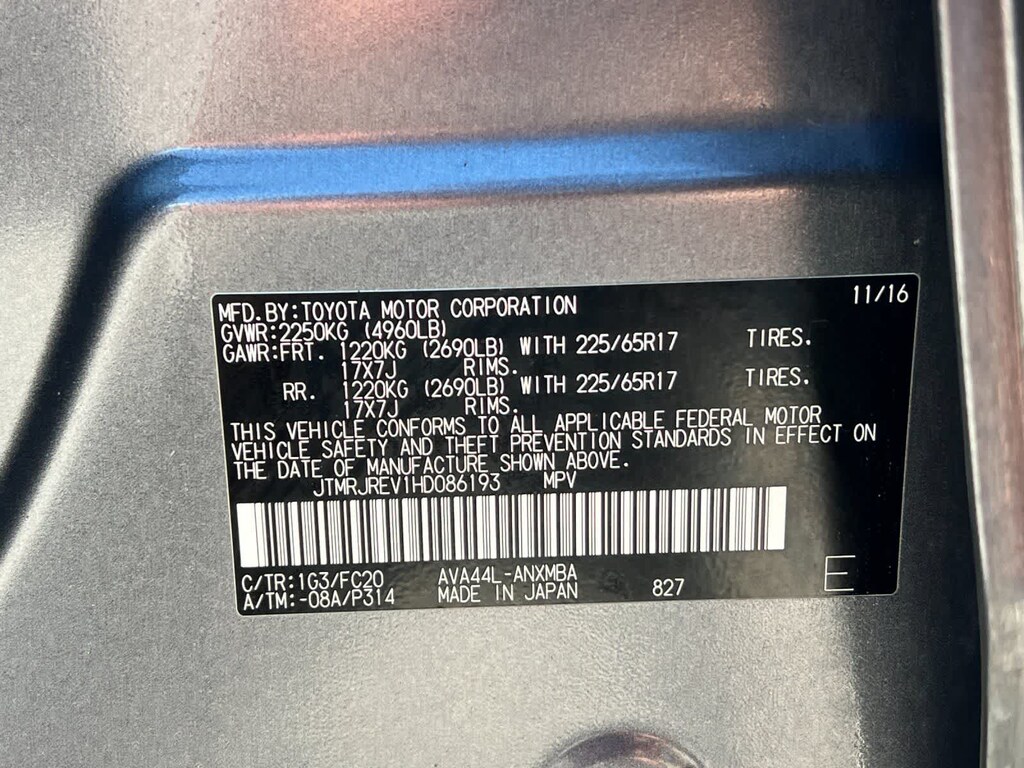 MFD.BY:TOYOTA MOTOR CORPORATION 11/16
GVWR:2250KG (4960LB)
GAWR:FRT. 1220KG (2690LB) WITH 225/65R17 TIRES.
17X7J RIMS.
RR. 1220KG (2690LB) WITH 225/65R17 TIRES.
17X7J RIMS.
THIS VEHICLE CONFORMS TO ALL APPLICABLE FEDERAL MOTOR
VEHICLE SAFETY AND THEFT PREVENTION STANDARDS IN EFFECT ON
THE DATE OF MANUFACTURE SHOWN ABOVE.
JTMRJREV1HD086193 MPV
C/TR:1G3/FC20 AVA44L-ANXMBA
A/TM:-08A/P314 MADE IN JAPAN 827 E